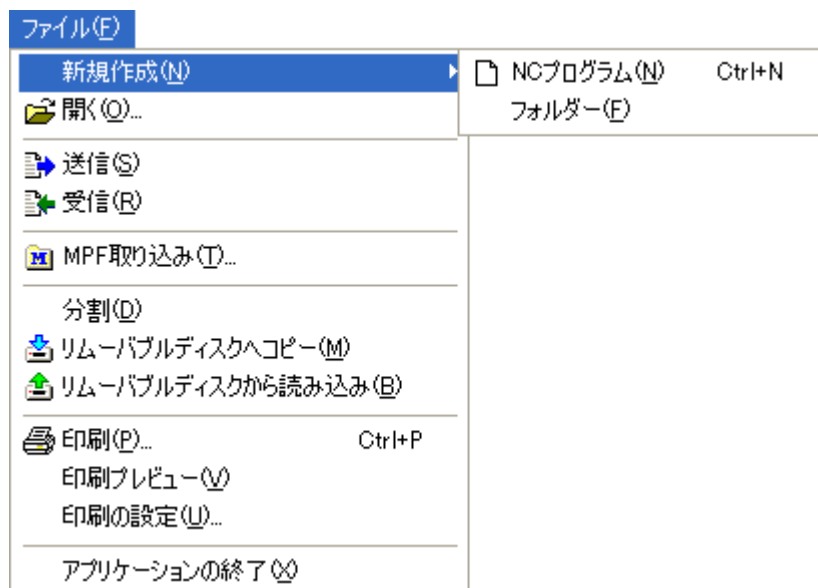 ファイル(F)
新規作成(N)
NCプログラム(N) Ctrl+N
開く(O)...
フォルダー(F)
送信(S)
受信(R)
M MPF取り込み(T)...
分割(D)
リムーバブルディスクへコピー(M)
リムーバブルディスクから読み込み(B)
印刷(P)... Ctrl+P
印刷プレビュー(V)
印刷の設定(U)...
アプリケーションの終了(X)